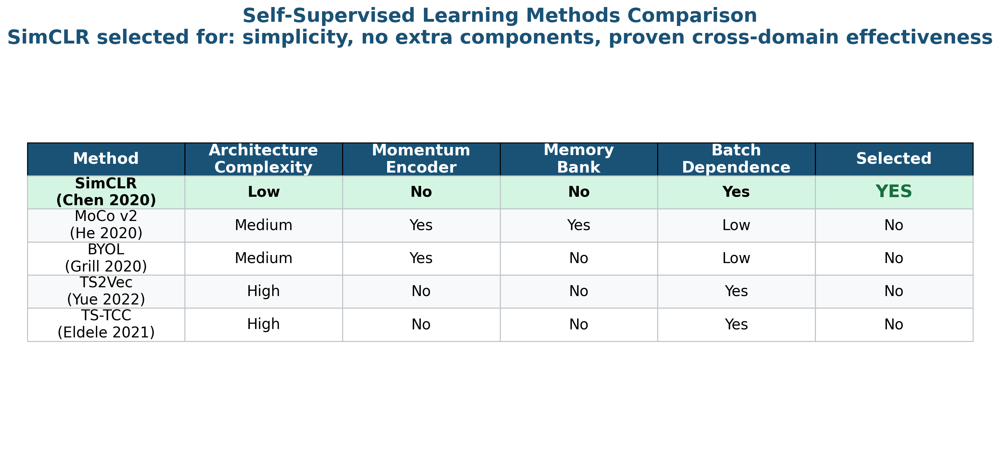 Self-Supervised Learning Methods Comparison
SimCLR selected for: simplicity, no extra components, proven cross-domain effectiveness
Method
Architecture
Complexity
Momentum
Encoder
Memory
Bank
Batch
Dependence
Selected
SimCLR
(Chen 2020)
Low
No
No
Yes
YES
MoCo v2
(He 2020)
Medium
Yes
Yes
Low
No
BYOL
(Grill 2020)
Medium
Yes
No
Low
No
TS2Vec
(Yue 2022)
High
No
No
Yes
No
TS-TCC
(Eldele 2021)
High
No
No
Yes
No